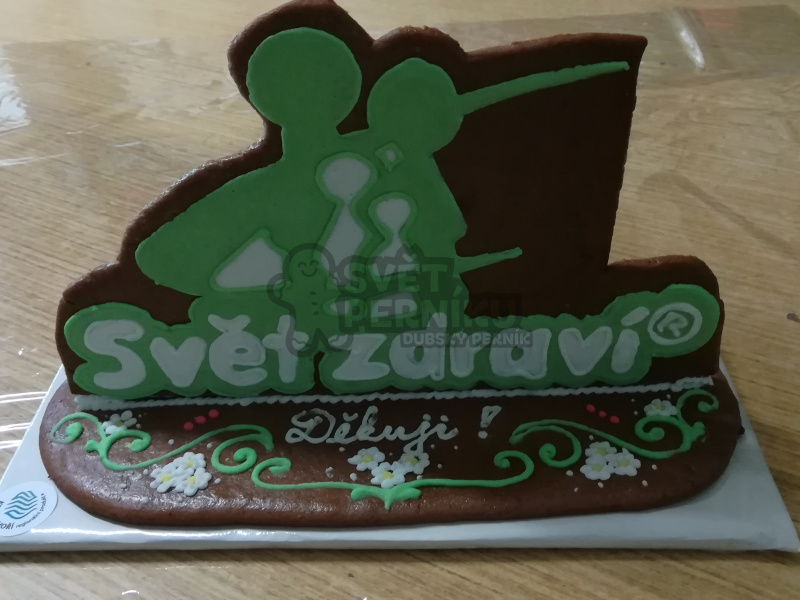 SVĚT
PERNÍKU
DUBSKÝ PERNÍK
Svět zdraví®
Děkuji !